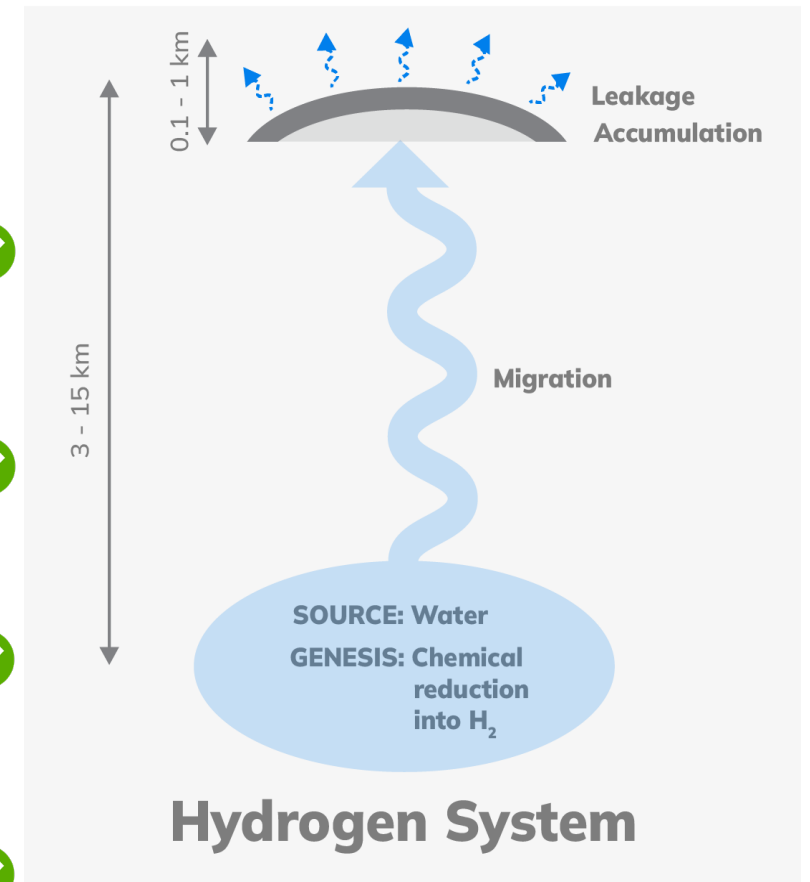 0.1 - 1 km
Leakage
Accumulation
3 - 15 km
Migration
SOURCE: Water
GENESIS: Chemical
reduction
into H₂
Hydrogen System